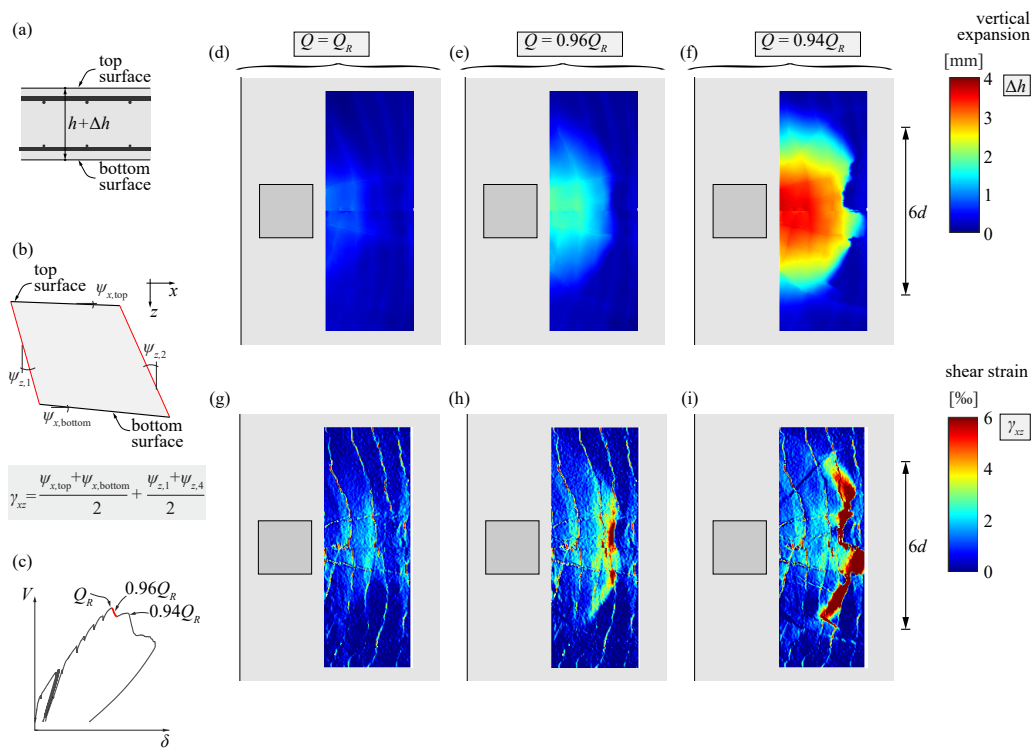 (a)
top
surface
h+Δh
bottom
surface
(b)
top
surface
ψx,top
x
z
ψz,2
ψz,1
ψx,bottom
bottom
surface
γxz=ψx,top+ψx,bottom/2 + ψz,1+ψz,4/2
(c)
V
QR
0.96QR
0.94QR
δ
Q = QR
Q = 0.96QR
Q = 0.94QR
(d)
(e)
(f)
6d
vertical
expansion
[mm]
Δh
4
3
2
1
0
(g)
(h)
(i)
6d
shear strain
[‰]
γxz
6
4
2
0